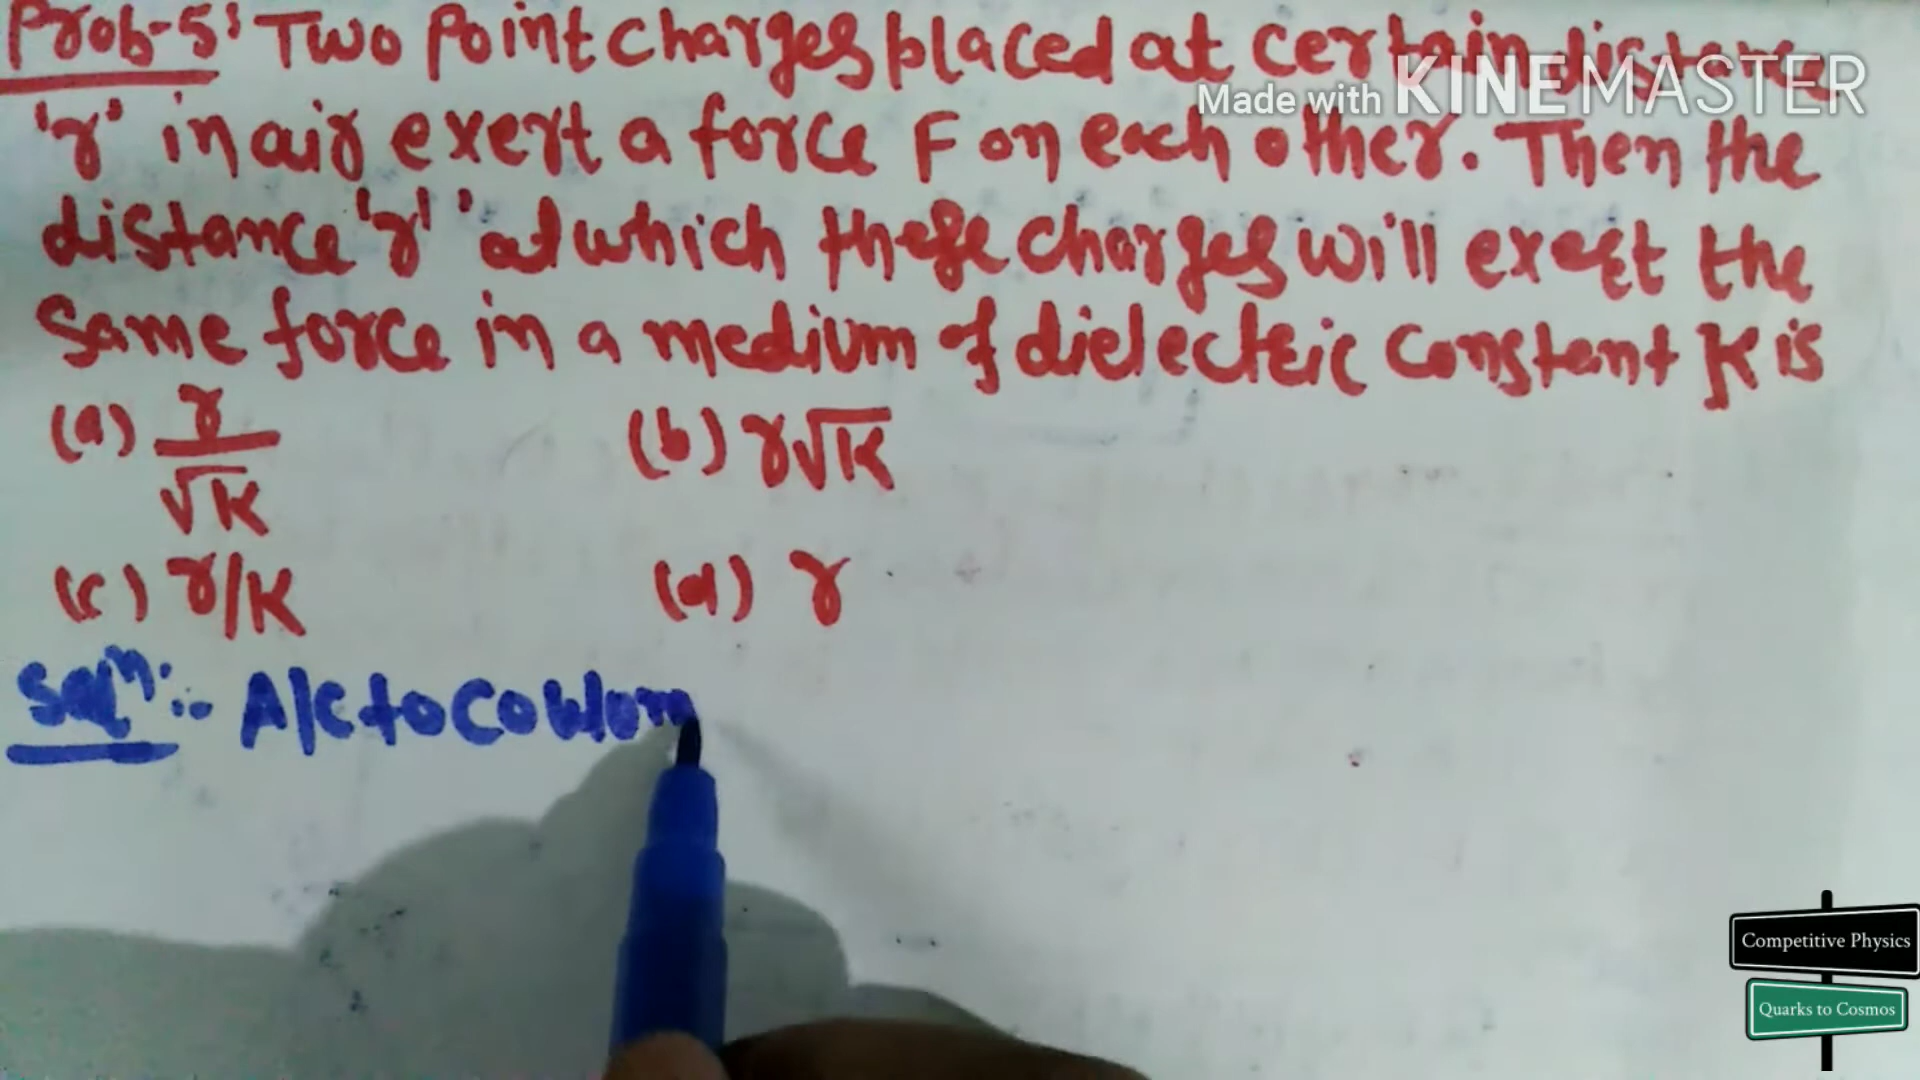 Prob-5: Two point charges placed at certain distance
'r' in air exert a force F on each other. Then the
distance 'r'' at which these charges will exert the
same force in a medium of dielectric constant K is
(a) r/√K (b) r√K
(c) r/K (d) r
Solⁿ:- A/c to Coulom
Made with KINEMASTER
Competitive Physics
Quarks to Cosmos